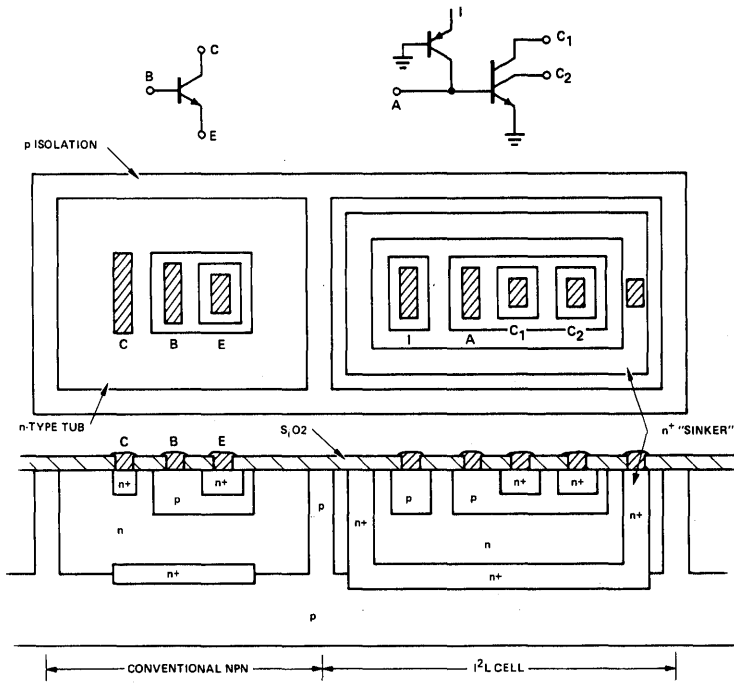 I
C
C1
B
C2
A
E
p ISOLATION
C
B
E
I
A
C1
C2
n-TYPE TUB
C B E
SiO2
n+ "SINKER"
n+
p
n+
p
p
n+
n+
n
p
n+
n+
n
n+
n+
p
CONVENTIONAL NPN
I2L CELL